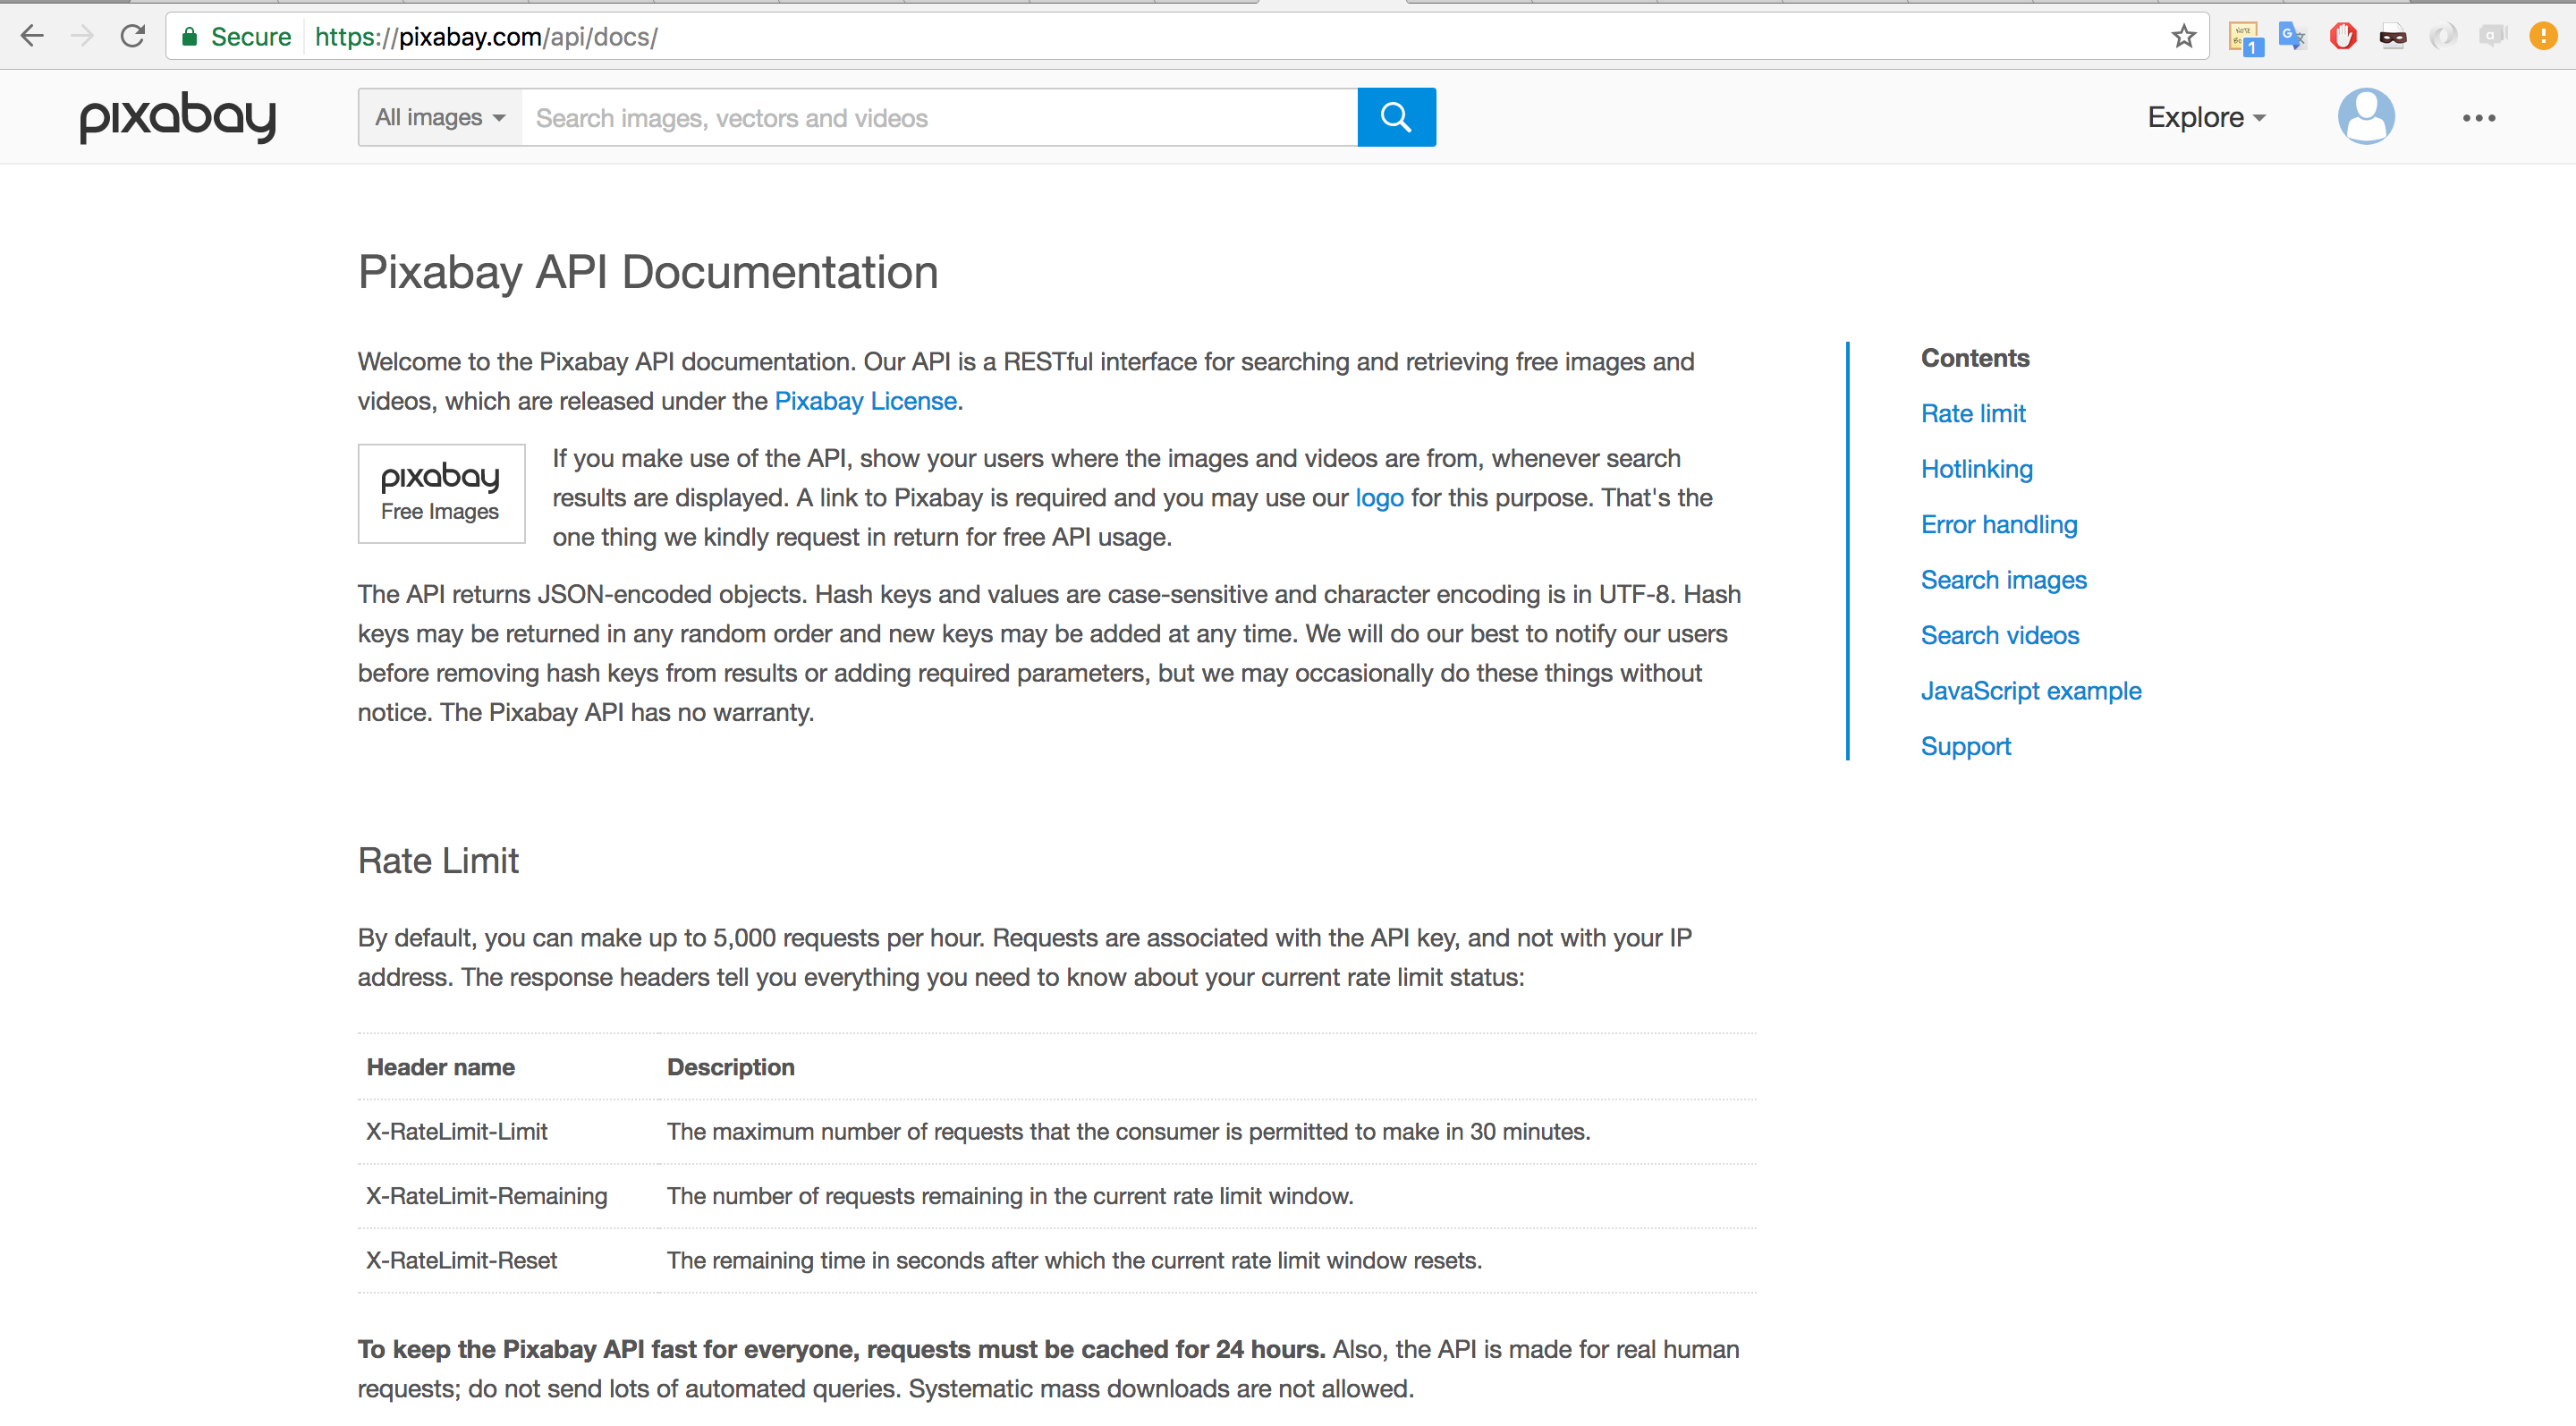 Secure https://pixabay.com/api/docs/
1
pixabay
All images
Search images, vectors and videos
Explore
Pixabay API Documentation
Welcome to the Pixabay API documentation. Our API is a RESTful interface for searching and retrieving free images and
videos, which are released under the Pixabay License.
pixabay
Free Images
If you make use of the API, show your users where the images and videos are from, whenever search
results are displayed. A link to Pixabay is required and you may use our logo for this purpose. That's the
one thing we kindly request in return for free API usage.
The API returns JSON-encoded objects. Hash keys and values are case-sensitive and character encoding is in UTF-8. Hash
keys may be returned in any random order and new keys may be added at any time. We will do our best to notify our users
before removing hash keys from results or adding required parameters, but we may occasionally do these things without
notice. The Pixabay API has no warranty.
Contents
Rate limit
Hotlinking
Error handling
Search images
Search videos
JavaScript example
Support
Rate Limit
By default, you can make up to 5,000 requests per hour. Requests are associated with the API key, and not with your IP
address. The response headers tell you everything you need to know about your current rate limit status:
Header name Description
X-RateLimit-Limit The maximum number of requests that the consumer is permitted to make in 30 minutes.
X-RateLimit-Remaining The number of requests remaining in the current rate limit window.
X-RateLimit-Reset The remaining time in seconds after which the current rate limit window resets.
To keep the Pixabay API fast for everyone, requests must be cached for 24 hours. Also, the API is made for real human
requests; do not send lots of automated queries. Systematic mass downloads are not allowed.